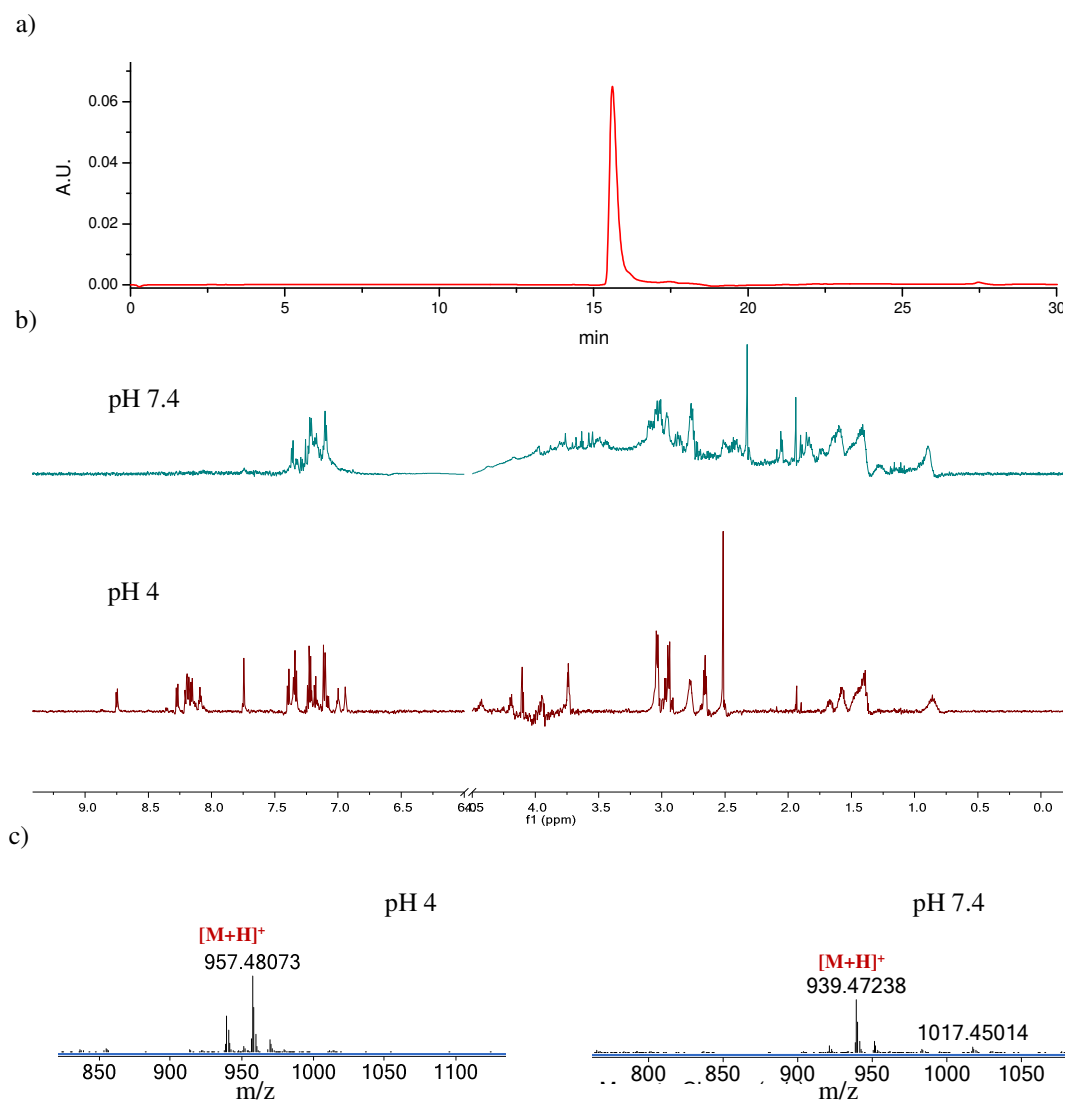 a)
0.06
0.04
0.02
0.00
A.U.
0 5 10 15 20 25 30
min
b)
pH 7.4
pH 4
9.0 8.5 8.0 7.5 7.0 6.5 4.0 3.5 3.0 2.5 2.0 1.5 1.0 0.5 0.0
f1 (ppm)
c)
pH 4
pH 7.4
[M+H]⁺
957.48073
[M+H]⁺
939.47238
1017.45014
850 900 950 1000 1050 1100
m/z
800 850 900 950 1000 1050
m/z